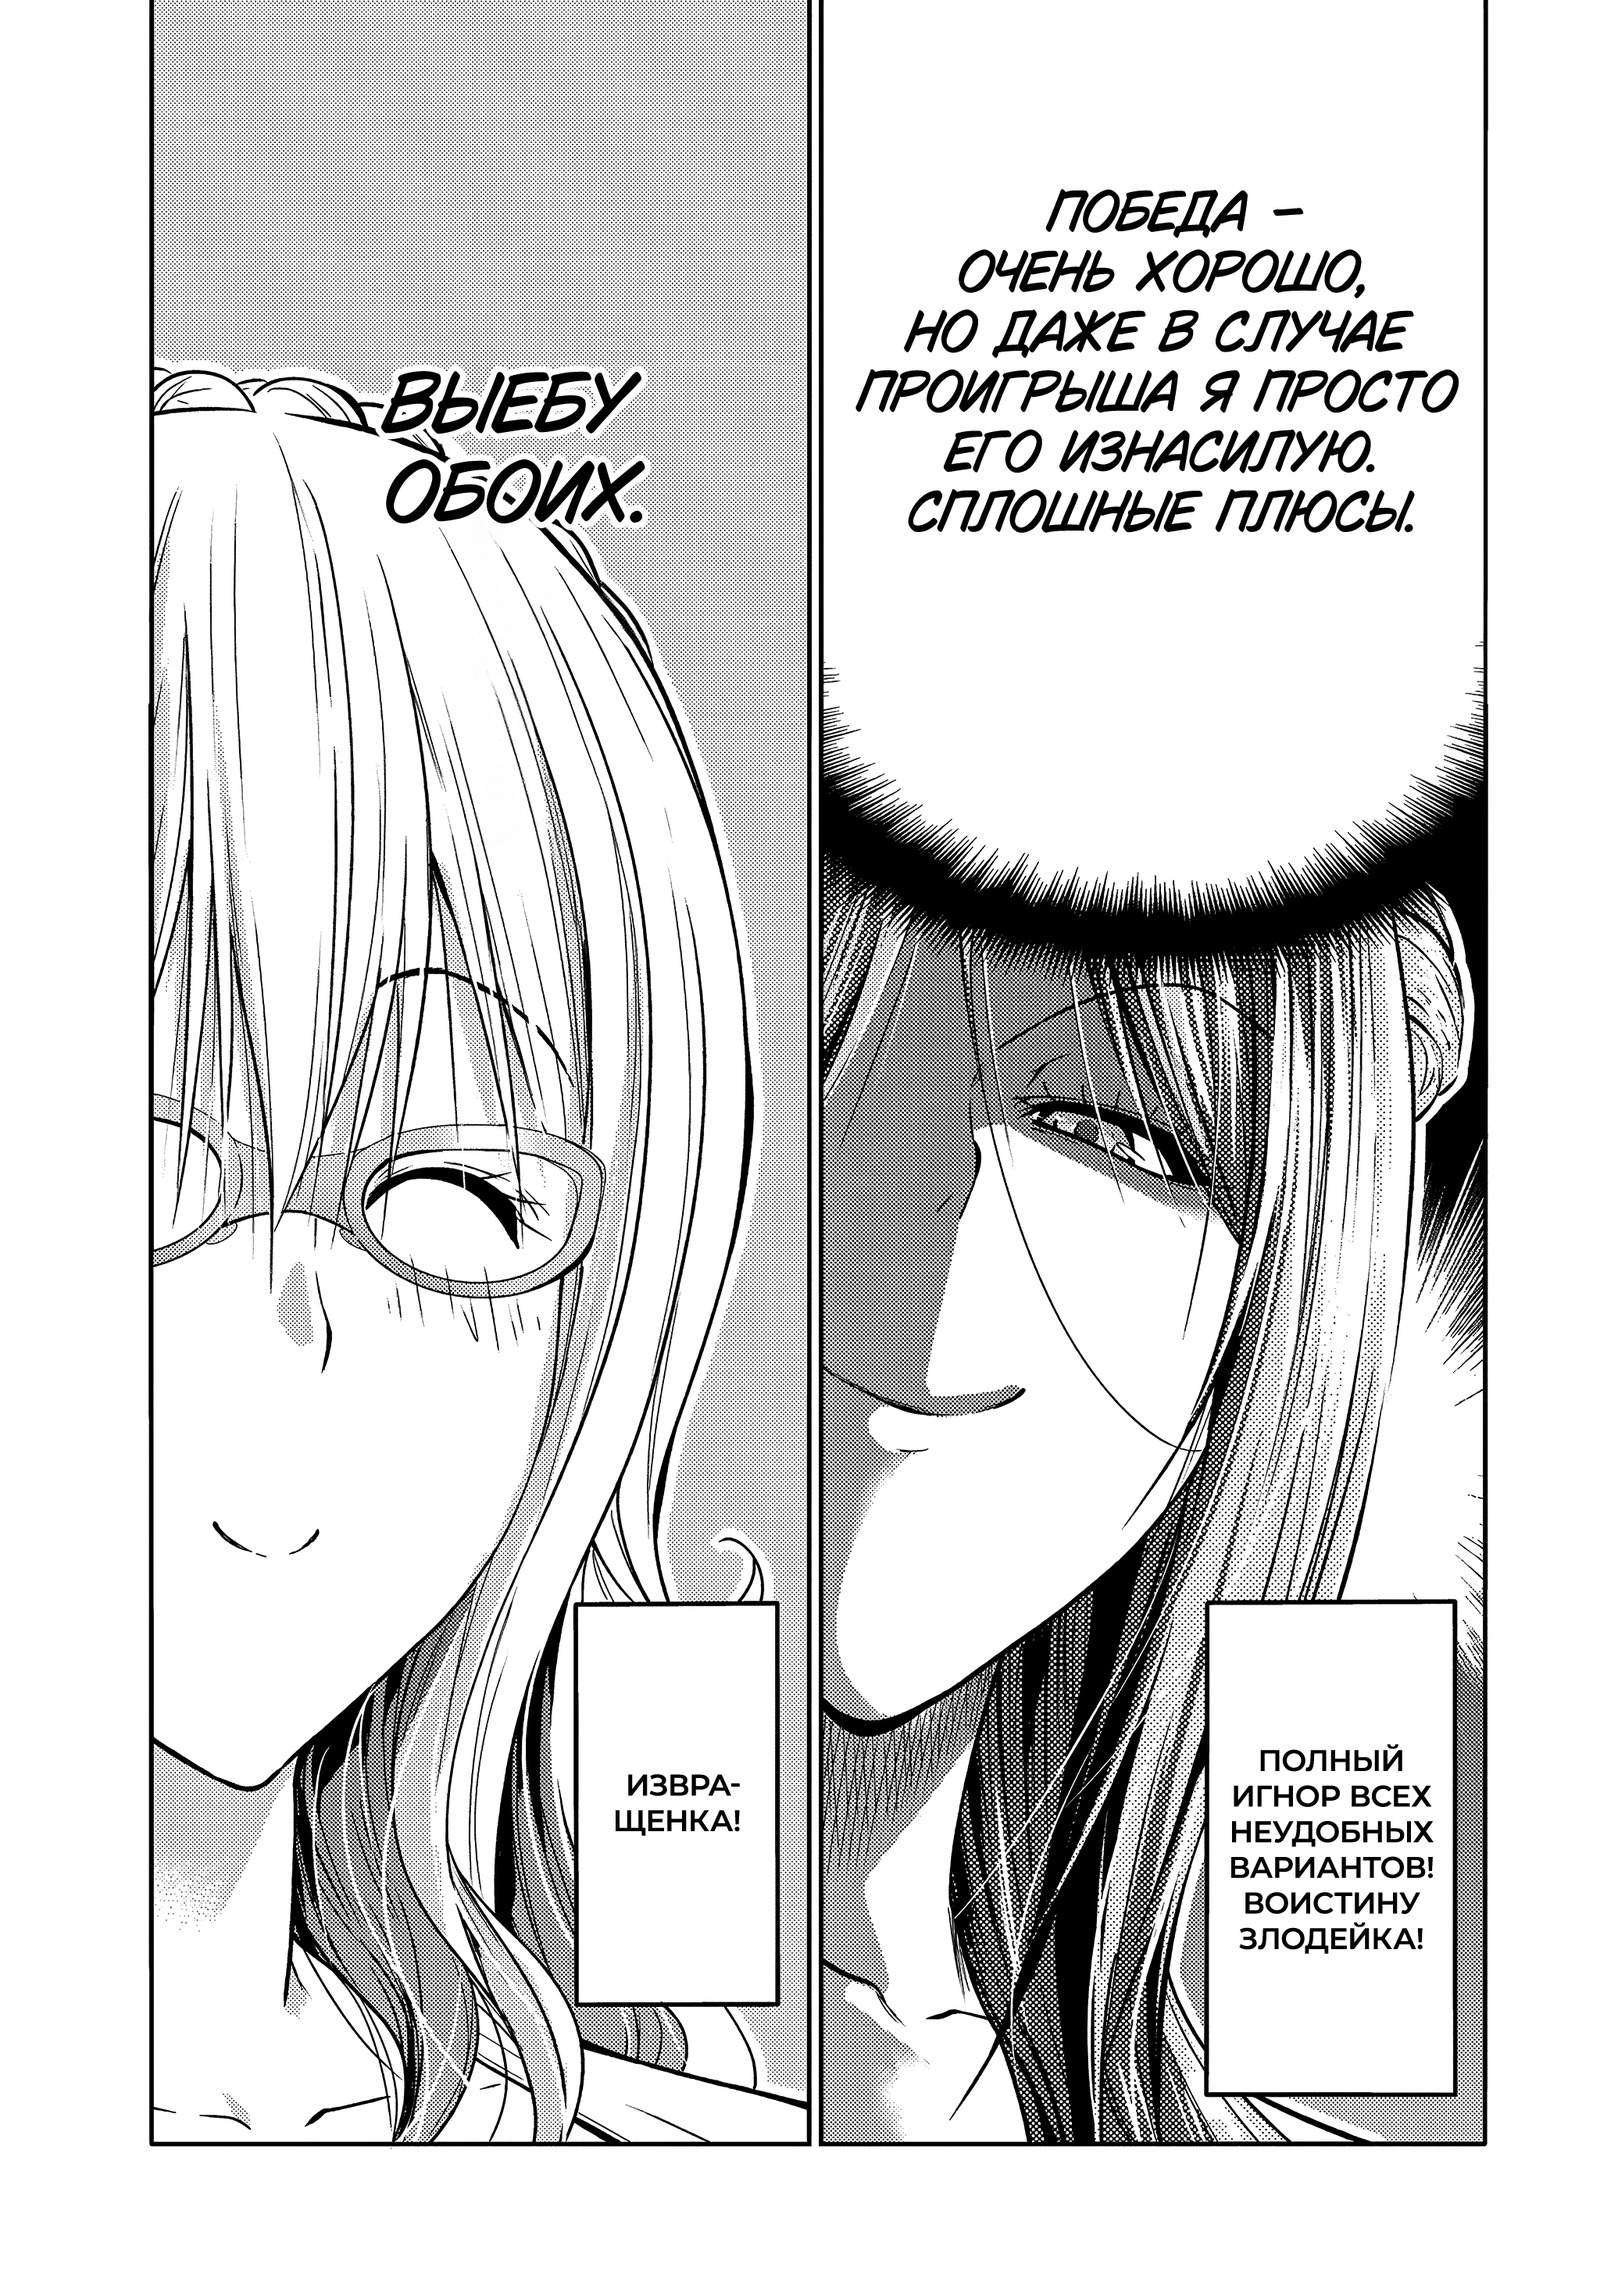 ПОБЕДА –
ОЧЕНЬ ХОРОШО,
НО ДАЖЕ В СЛУЧАЕ
ПРОИГРЫША Я ПРОСТО
ЕГО ИЗНАСИЛУЮ.
СПЛОШНЫЕ ПЛЮСЫ.
ПОЛНЫЙ
ИГНОР ВСЕХ
НЕУДОБНЫХ
ВАРИАНТОВ!
ВОИСТИНУ
ЗЛОДЕЙКА!
ВЫЕБУ
ОБОИХ.
ИЗВРА-
ЩЕНКА!